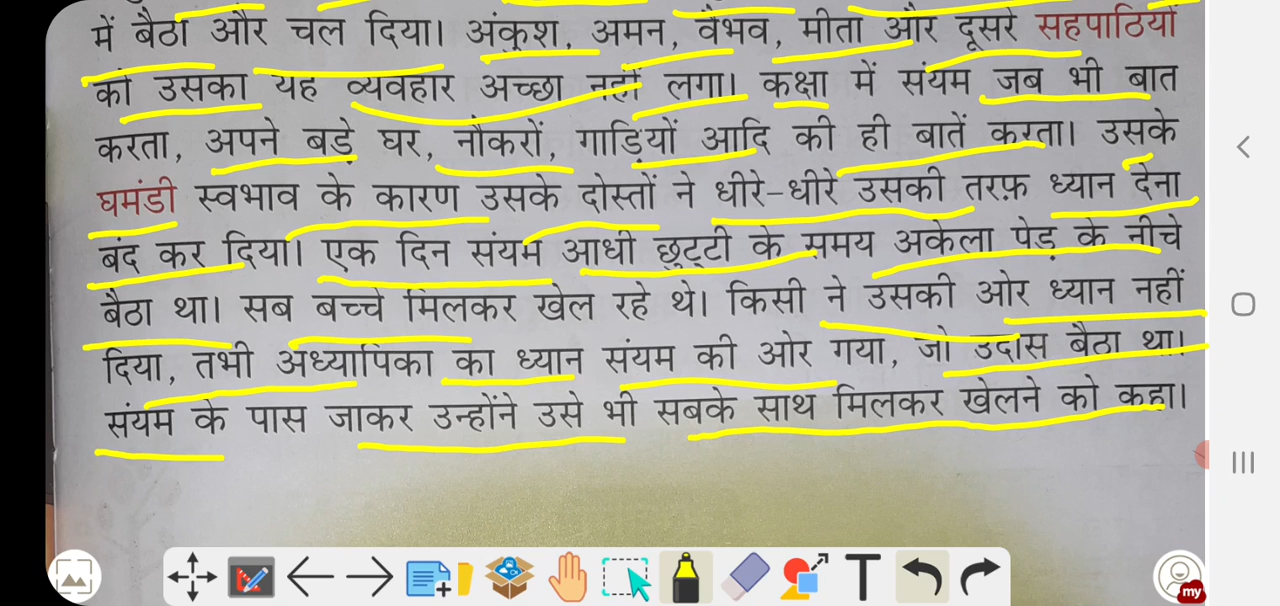 में बैठा और चल दिया। अंकुश, अमन, वैभव, मीता और दूसरे सहपाठियों
को उसका यह व्यवहार अच्छा नहीं लगा। कक्षा में संयम जब भी बात
करता, अपने बड़े घर, नौकरों, गाड़ियों आदि की ही बातें करता। उसके
घमंडी स्वभाव के कारण उसके दोस्तों ने धीरे-धीरे उसकी तरफ़ ध्यान देना
बंद कर दिया। एक दिन संयम आधी छुट्टी के समय अकेला पेड़ के नीचे
बैठा था। सब बच्चे मिलकर खेल रहे थे। किसी ने उसकी ओर ध्यान नहीं
दिया, तभी अध्यापिका का ध्यान संयम की ओर गया, जो उदास बैठा था।
संयम के पास जाकर उन्होंने उसे भी सबके साथ मिलकर खेलने को कहा।
T
my